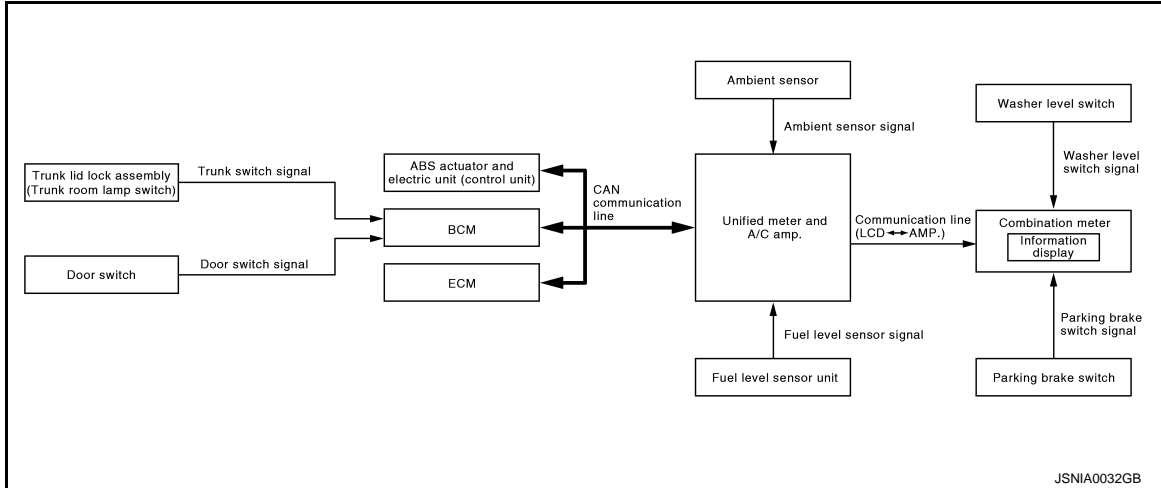 Trunk lid lock assembly
(Trunk room lamp switch)
Trunk switch signal
Door switch
Door switch signal
ABS actuator and
electric unit (control unit)
BCM
ECM
CAN
communication
line
Ambient sensor
Ambient sensor signal
Unified meter and
A/C amp.
Fuel level sensor signal
Fuel level sensor unit
Communication line
(LCD↔AMP.)
Washer level switch
Washer level
switch signal
Combination meter
Information
display
Parking brake
switch signal
Parking brake switch
JSNIA0032GB